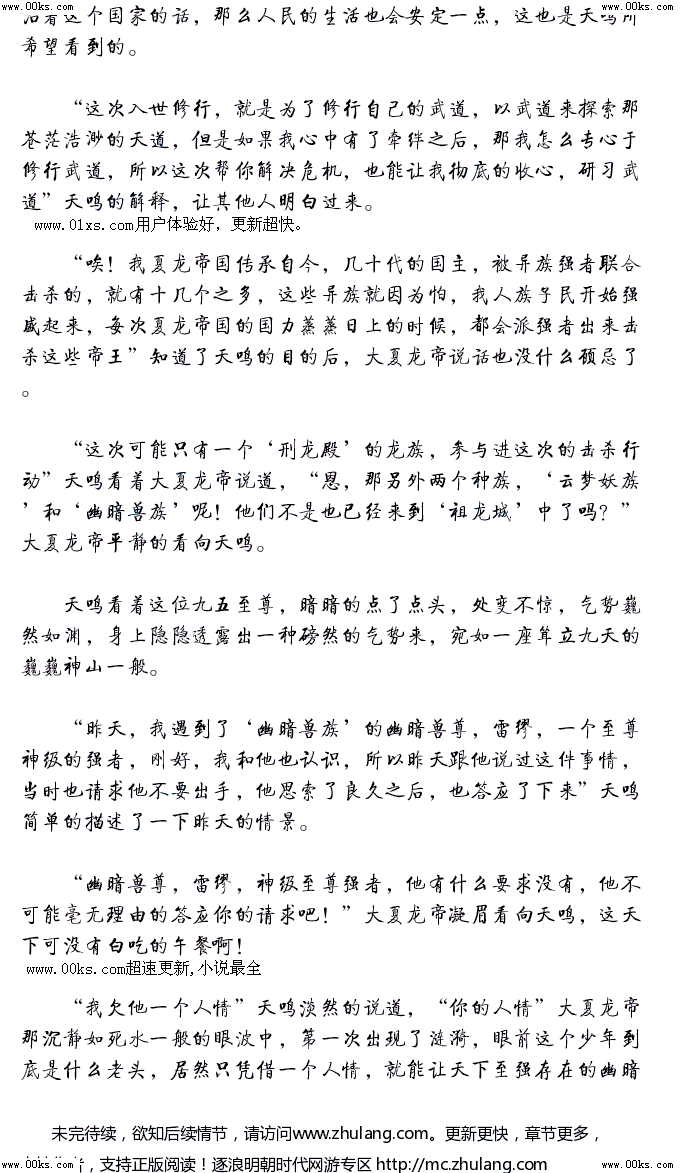 www.00ks.com www.00ks.com www.00ks.com
治着这个国家的话，那么人民的生活也会安定一点，这也是天鸣所
希望看到的。
“这次入世修行，就是为了修行自己的武道，以武道来探索那
苍茫浩渺的天道，但是如果我心中有了牵绊之后，那我怎么专心于
修行武道，所以这次帮你解决危机，也能让我彻底的收心，研习武
道”天鸣的解释，让其他人明白过来。
www.01xs.com用户体验好，更新超快。
“唉！我夏龙帝国传承自今，几十代的国主，被异族强者联合
击杀的，就有十几个之多，这些异族就因为怕，我人族子民开始强
盛起来，每次夏龙帝国的国力蒸蒸日上的时候，都会派强者出来击
杀这些帝王”知道了天鸣的目的后，大夏龙帝说话也没什么顾忌了
。
“这次可能只有一个‘刑龙殿’的龙族，参与进这次的击杀行
动”天鸣看着大夏龙帝说道，“恩，那另外两个种族，‘云梦妖族
’和‘幽暗兽族’呢！他们不是也已经来到‘祖龙城’中了吗？”
大夏龙帝平静的看向天鸣。
天鸣看着这位九五至尊，暗暗的点了点头，处变不惊，气势巍
然如渊，身上隐隐透露出一种磅然的气势来，宛如一座耸立九天的
巍巍神山一般。
“昨天，我遇到了‘幽暗兽族’的幽暗兽尊，雷缪，一个至尊
神级的强者，刚好，我和他也认识，所以昨天跟他说过这件事情，
当时也请求他不要出手，他思索了良久之后，也答应了下来”天鸣
简单的描述了一下昨天的情景。
“幽暗兽尊，雷缪，神级至尊强者，他有什么要求没有，他不
可能毫无理由的答应你的请求吧！”大夏龙帝凝眉看向天鸣，这天
下可没有白吃的午餐啊！
www.00ks.com超速更新,小说最全
“我欠他一个人情”天鸣淡然的说道，“你的人情”大夏龙帝
那沉静如死水一般的眼波中，第一次出现了涟漪，眼前这个少年到
底是什么老头，居然只凭借一个人情，就能让天下至强存在的幽暗
未完待续，欲知后续情节，请访问www.zhulang.com。更新更快，章节更多，
，支持正版阅读！逐浪明朝时代网游专区 http://mc.zhulang.com
www.00ks.com www.00ks.com www.00ks.com